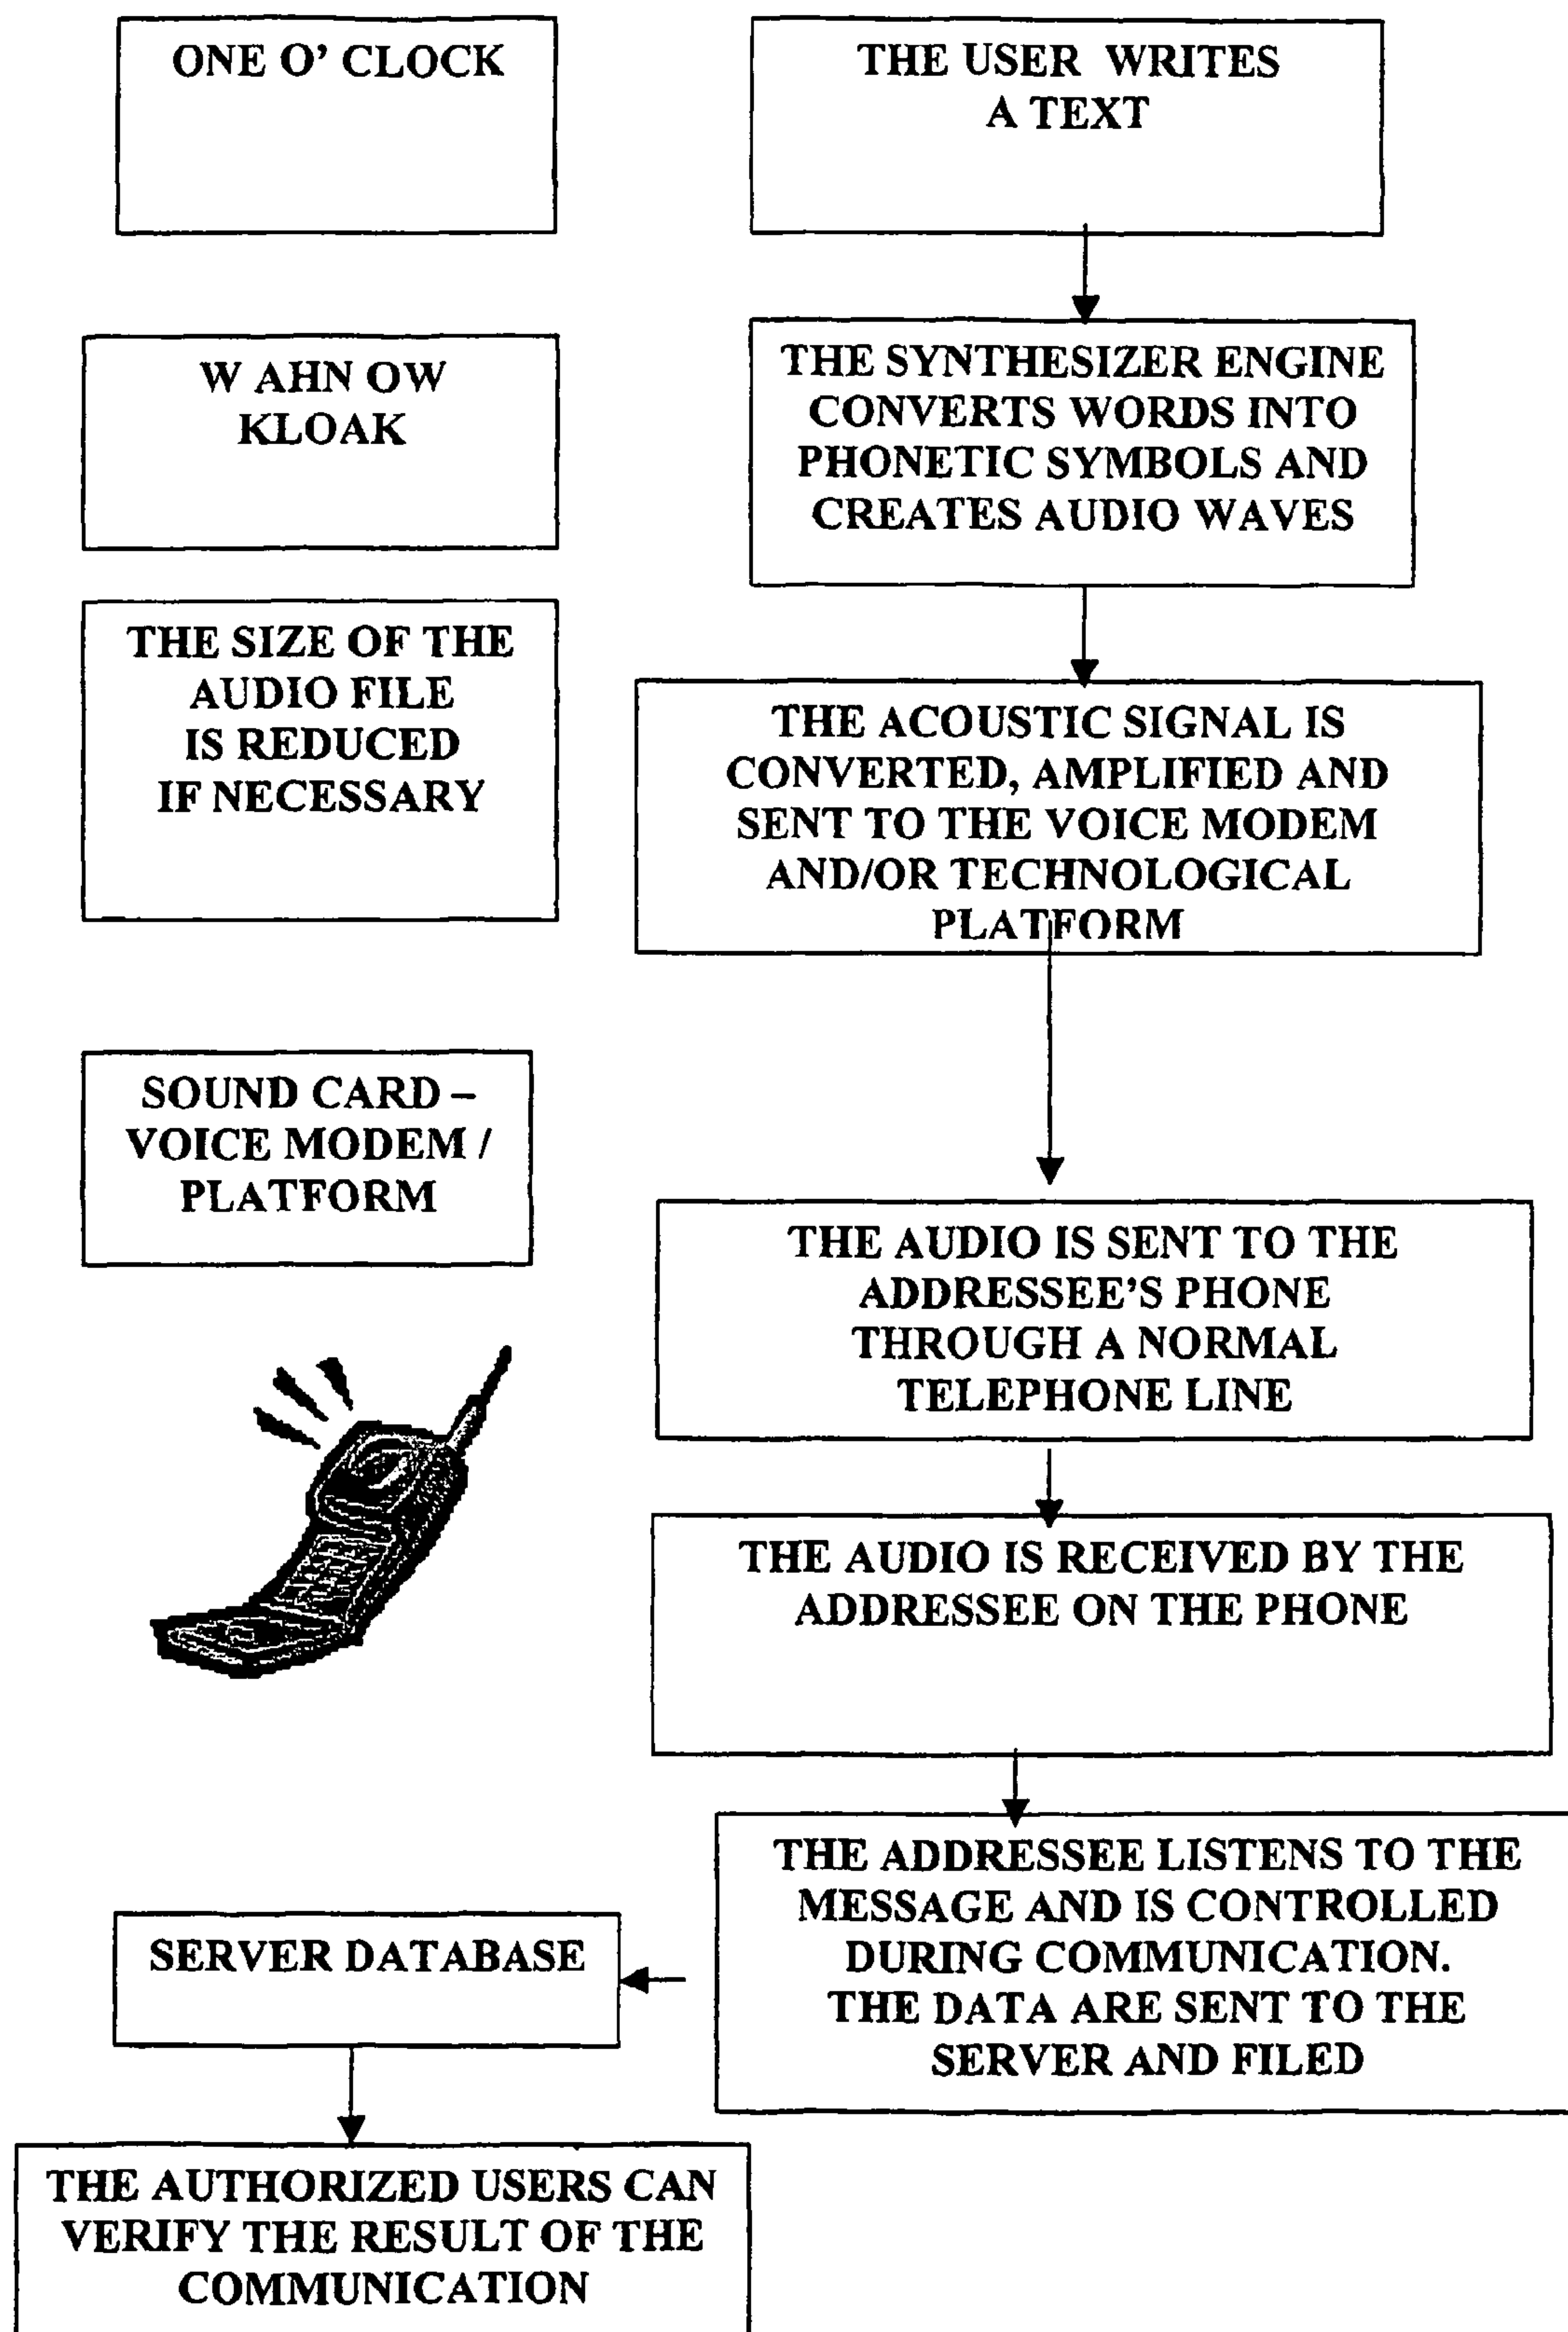 ONE O' CLOCK
THE USER WRITES
A TEXT
W AHN OW
KLOAK
THE SYNTHESIZER ENGINE
CONVERTS WORDS INTO
PHONETIC SYMBOLS AND
CREATES AUDIO WAVES
THE SIZE OF THE
AUDIO FILE
IS REDUCED
IF NECESSARY
THE ACOUSTIC SIGNAL IS
CONVERTED, AMPLIFIED AND
SENT TO THE VOICE MODEM
AND/OR TECHNOLOGICAL
PLATFORM
SOUND CARD –
VOICE MODEM /
PLATFORM
THE AUDIO IS SENT TO THE
ADDRESSEE'S PHONE
THROUGH A NORMAL
TELEPHONE LINE
THE AUDIO IS RECEIVED BY THE
ADDRESSEE ON THE PHONE
THE ADDRESSEE LISTENS TO THE
MESSAGE AND IS CONTROLLED
DURING COMMUNICATION.
THE DATA ARE SENT TO THE
SERVER AND FILED
SERVER DATABASE
THE AUTHORIZED USERS CAN
VERIFY THE RESULT OF THE
COMMUNICATION